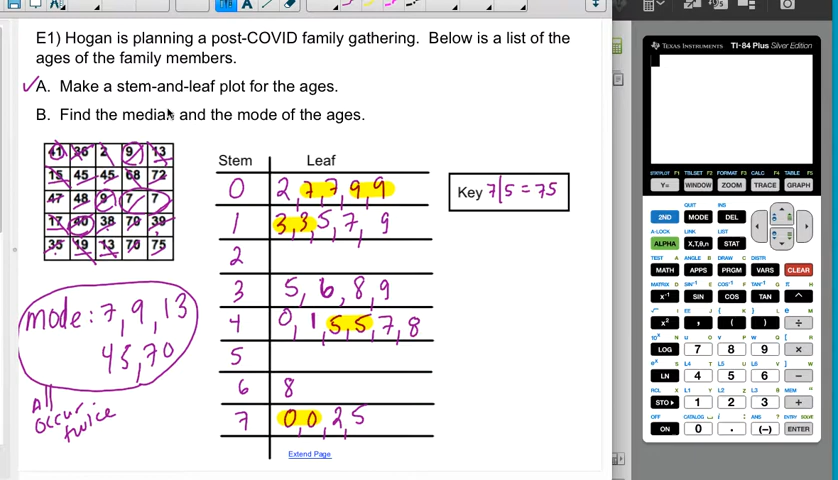 E1) Hogan is planning a post-COVID family gathering. Below is a list of the
ages of the family members.
✓A. Make a stem-and-leaf plot for the ages.
B. Find the median and the mode of the ages.
41 36 2 9 13
15 45 45 68 72
47 48 9 7 7
17 40 38 70 39
35 19 13 70 75
Stem Leaf
0 2, 7, 7, 9, 9
1 3, 3, 5, 7, 9
2
3 5, 6, 8, 9
4 0, 1, 5, 5, 7, 8
5
6 8
7 0, 0, 2, 5
Key 7|5 = 75
mode: 7, 9, 13
45, 70
All
occur
twice
Extend Page
TEXAS INSTRUMENTS TI-84 Plus Silver Edition
STAT PLOT F1 TBLSET F2 FORMAT F3 CALC F4 TABLE F5
Y= WINDOW ZOOM TRACE GRAPH
QUIT INS
2ND MODE DEL
A-LOCK LINK LIST
ALPHA X,T,θ,n STAT
TEST A ANGLE B DRAW C DISTR
MATH APPS PRGM VARS CLEAR
MATRIX D SIN⁻¹ E COS⁻¹ F TAN⁻¹ G π H
x⁻¹ SIN COS TAN ^
x² , ( ) ÷
LOG 7 8 9 ×
LN 4 5 6 −
STO▸ 1 2 3 +
OFF CATALOG ANS ENTRY SOLVE
ON 0 . (−) ENTER